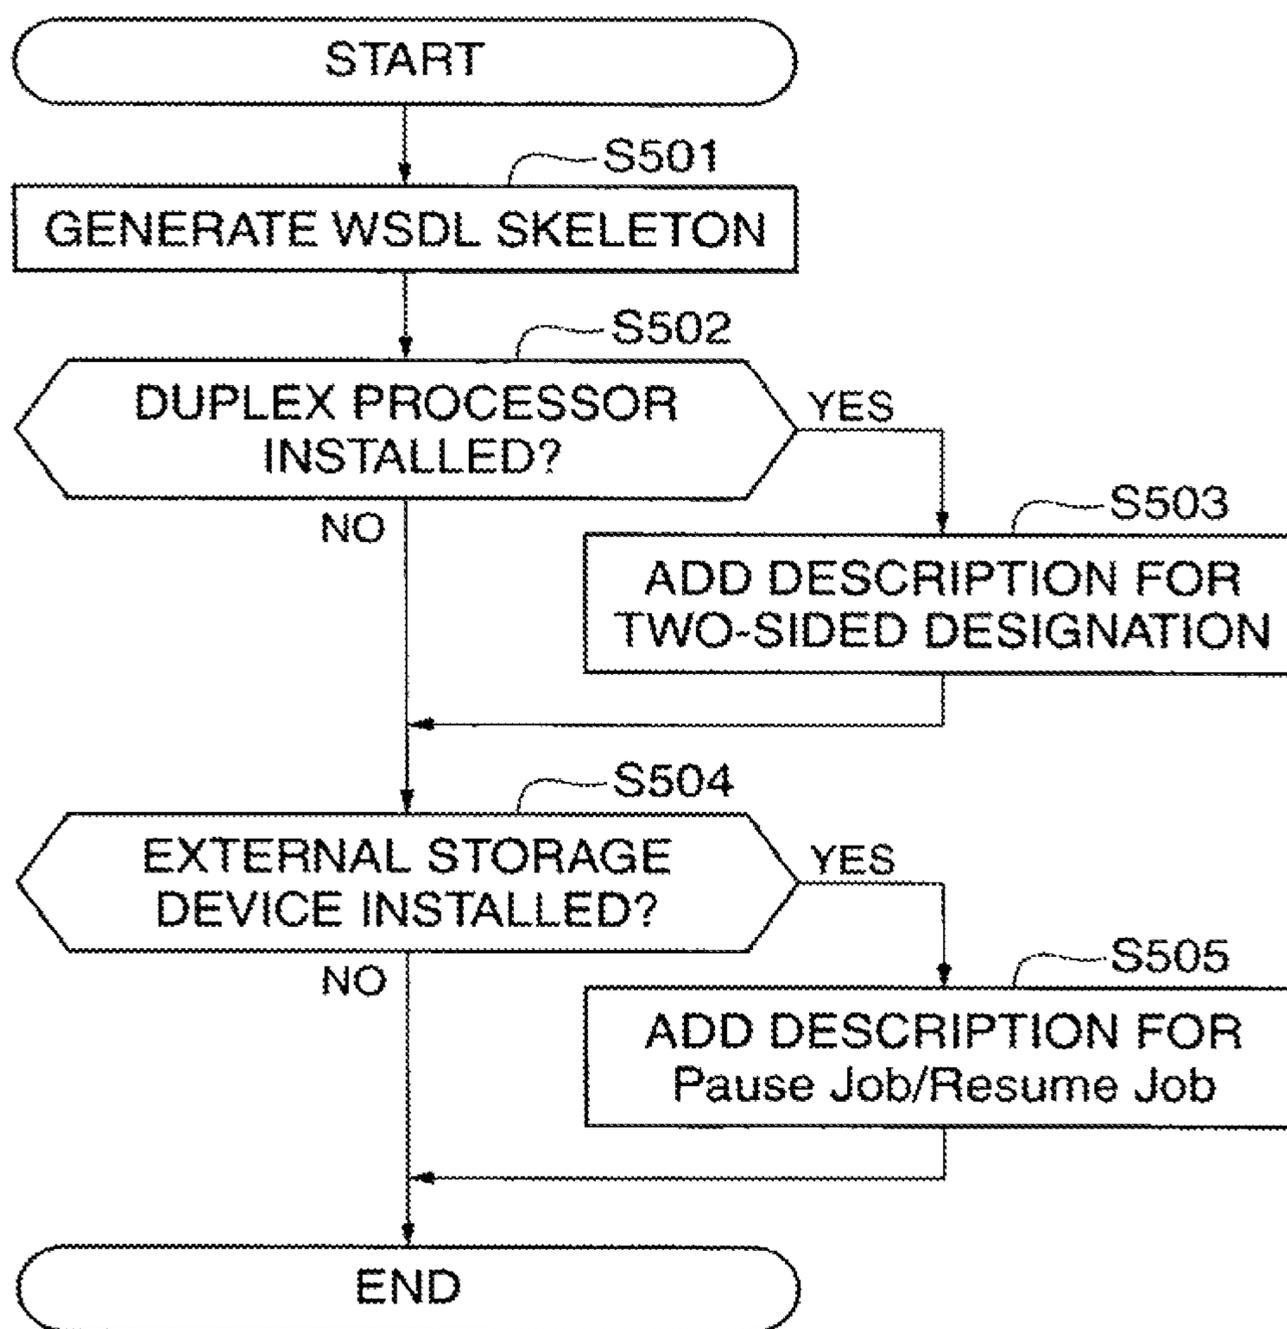 START
S501
GENERATE WSDL SKELETON
S502
DUPLEX PROCESSOR
INSTALLED?
YES
NO
S503
ADD DESCRIPTION FOR
TWO-SIDED DESIGNATION
S504
EXTERNAL STORAGE
DEVICE INSTALLED?
YES
NO
S505
ADD DESCRIPTION FOR
Pause Job/Resume Job
END